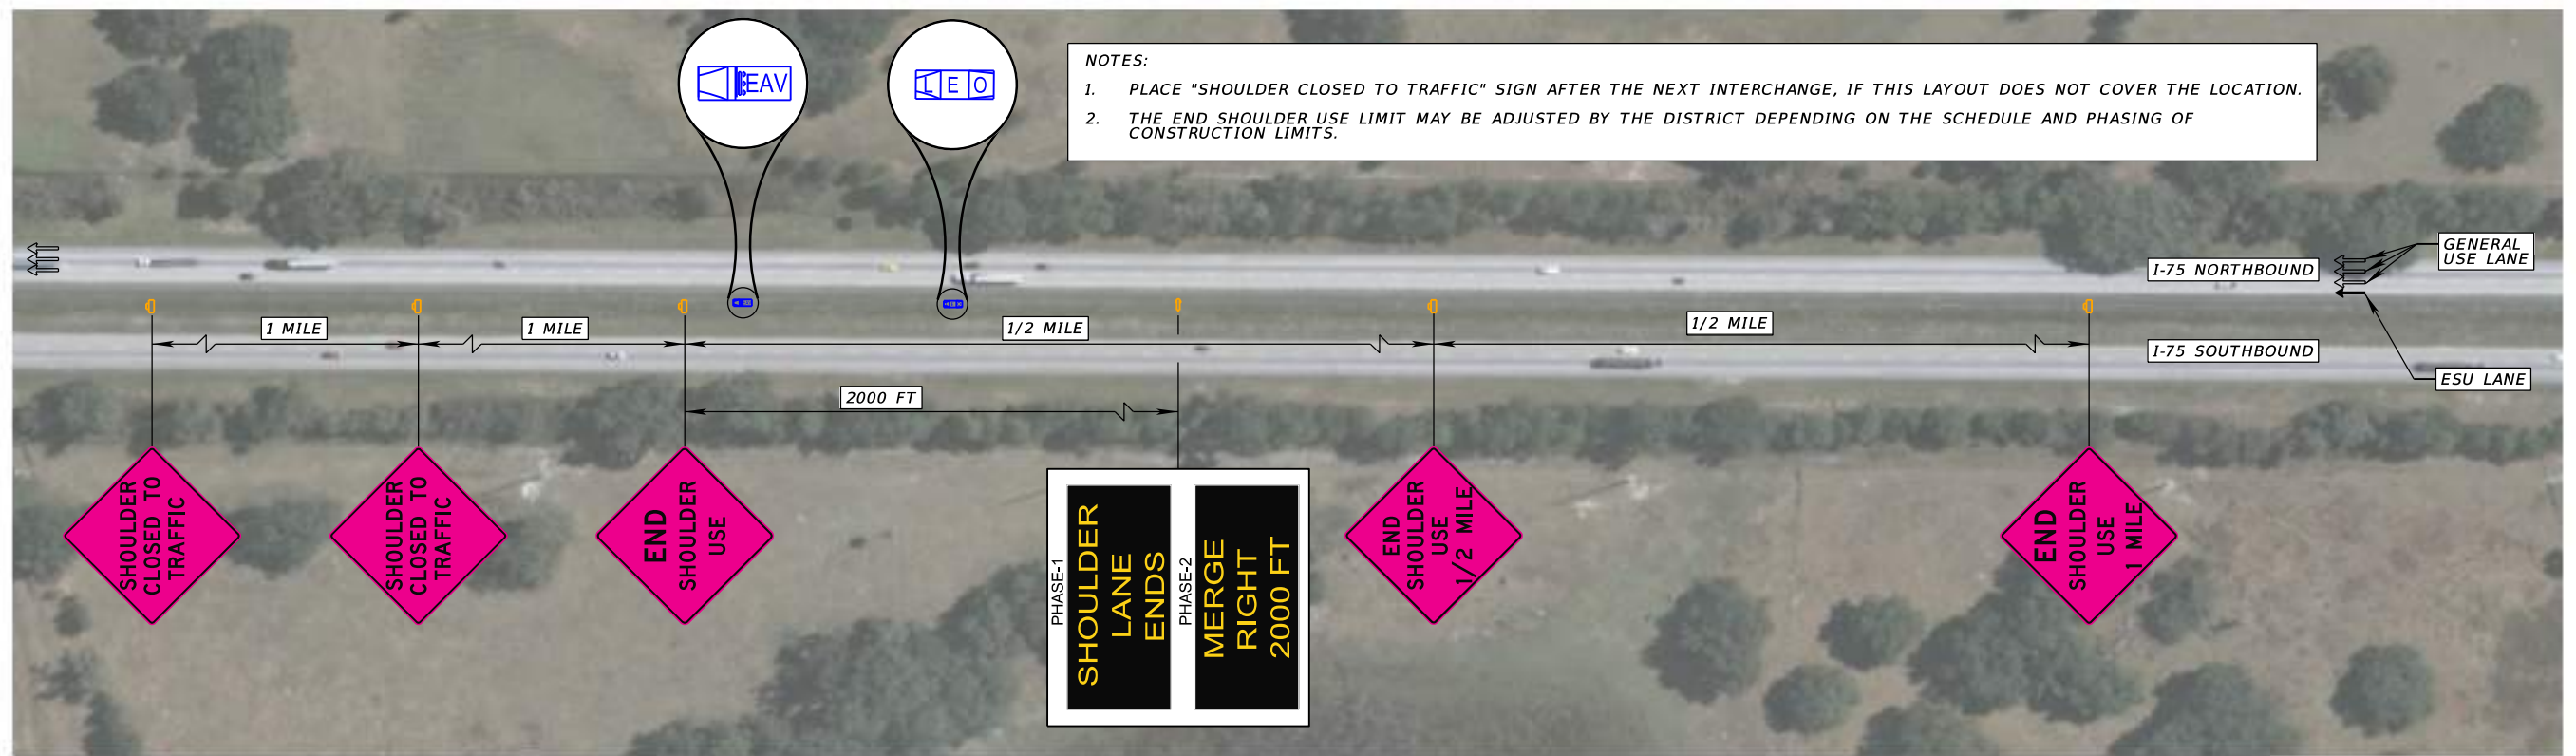 EAV
L E O
NOTES:
1. PLACE "SHOULDER CLOSED TO TRAFFIC" SIGN AFTER THE NEXT INTERCHANGE, IF THIS LAYOUT DOES NOT COVER THE LOCATION.
2. THE END SHOULDER USE LIMIT MAY BE ADJUSTED BY THE DISTRICT DEPENDING ON THE SCHEDULE AND PHASING OF
CONSTRUCTION LIMITS.
GENERAL
USE LANE
I-75 NORTHBOUND
1 MILE
1 MILE
1/2 MILE
1/2 MILE
I-75 SOUTHBOUND
ESU LANE
2000 FT
SHOULDER
CLOSED TO
TRAFFIC
SHOULDER
CLOSED TO
TRAFFIC
END
SHOULDER
USE
PHASE-1
SHOULDER
LANE
ENDS
PHASE-2
MERGE
RIGHT
2000 FT
END
SHOULDER
USE
1/2 MILE
END
SHOULDER
USE
1 MILE